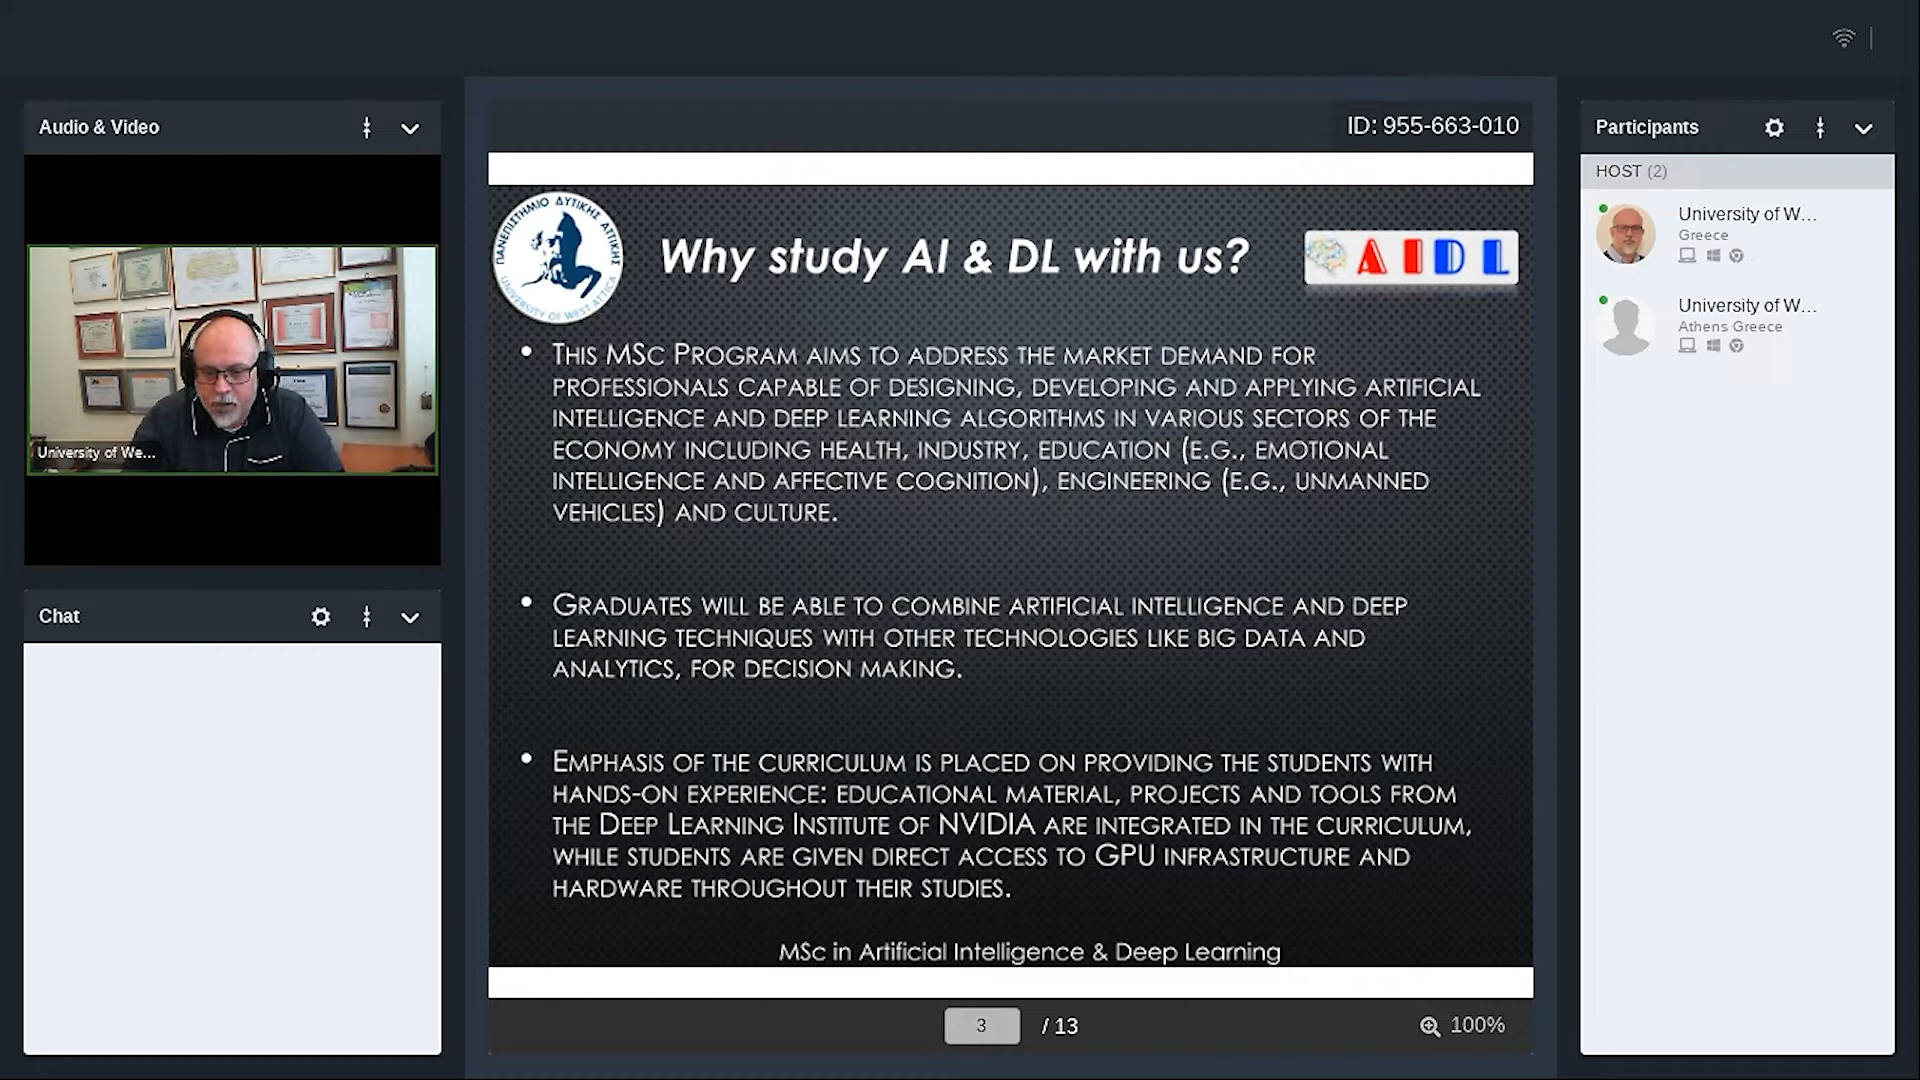 ID: 955-663-010
Audio & Video
University of We...
Chat
ΠΑΝΕΠΙΣΤΗΜΙΟ ΔΥΤΙΚΗΣ ΑΤΤΙΚΗΣ
UNIVERSITY OF WEST ATTICA
Why study AI & DL with us?
AIDL
• THIS MSC PROGRAM AIMS TO ADDRESS THE MARKET DEMAND FOR
PROFESSIONALS CAPABLE OF DESIGNING, DEVELOPING AND APPLYING ARTIFICIAL
INTELLIGENCE AND DEEP LEARNING ALGORITHMS IN VARIOUS SECTORS OF THE
ECONOMY INCLUDING HEALTH, INDUSTRY, EDUCATION (E.G., EMOTIONAL
INTELLIGENCE AND AFFECTIVE COGNITION), ENGINEERING (E.G., UNMANNED
VEHICLES) AND CULTURE.
• GRADUATES WILL BE ABLE TO COMBINE ARTIFICIAL INTELLIGENCE AND DEEP
LEARNING TECHNIQUES WITH OTHER TECHNOLOGIES LIKE BIG DATA AND
ANALYTICS, FOR DECISION MAKING.
• EMPHASIS OF THE CURRICULUM IS PLACED ON PROVIDING THE STUDENTS WITH
HANDS-ON EXPERIENCE: EDUCATIONAL MATERIAL, PROJECTS AND TOOLS FROM
THE DEEP LEARNING INSTITUTE OF NVIDIA ARE INTEGRATED IN THE CURRICULUM,
WHILE STUDENTS ARE GIVEN DIRECT ACCESS TO GPU INFRASTRUCTURE AND
HARDWARE THROUGHOUT THEIR STUDIES.
MSc in Artificial Intelligence & Deep Learning
3 / 13
100%
Participants
HOST (2)
University of W...
Greece
University of W...
Athens Greece